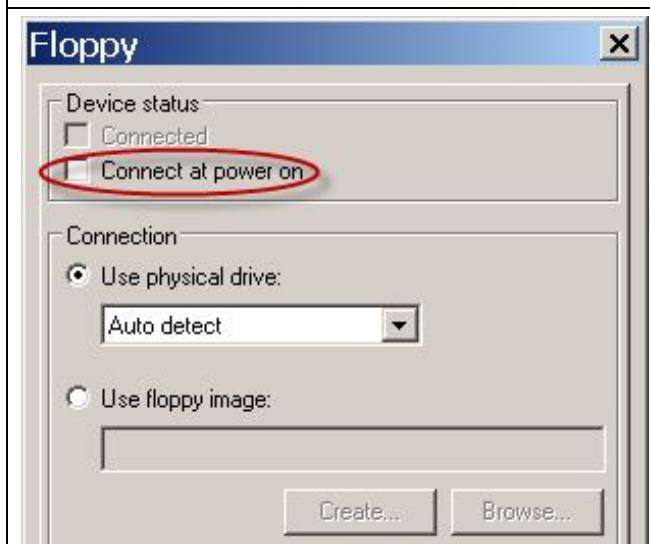 Floppy
Device status
Connected
Connect at power on
Connection
Use physical drive:
Auto detect
Use floppy image:
Create...
Browse...